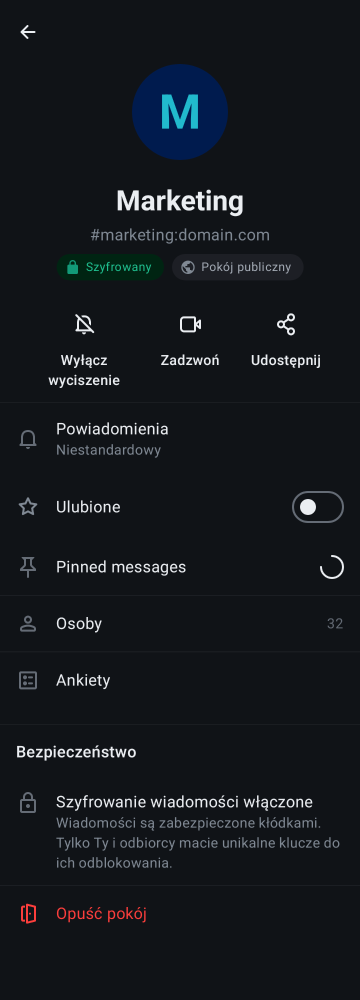 M
Marketing
#marketing:domain.com
Szyfrowany
Pokój publiczny
Wyłącz
wyciszenie
Zadzwoń
Udostępnij
Powiadomienia
Niestandardowy
Ulubione
Pinned messages
Osoby
32
Ankiety
Bezpieczeństwo
Szyfrowanie wiadomości włączone
Wiadomości są zabezpieczone kłódkami.
Tylko Ty i odbiorcy macie unikalne klucze do
ich odblokowania.
Opuść pokój